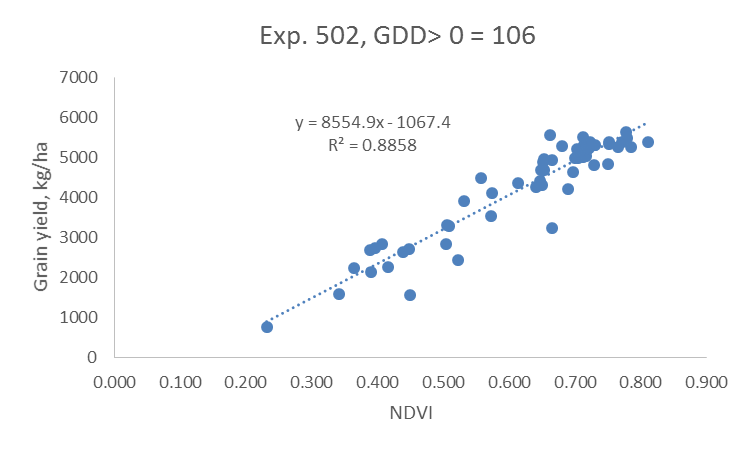 Exp. 502, GDD> 0 = 106
7000
6000
5000
4000
3000
2000
1000
0
Grain yield, kg/ha
y = 8554.9x - 1067.4
R² = 0.8858
0.000 0.100 0.200 0.300 0.400 0.500 0.600 0.700 0.800 0.900
NDVI